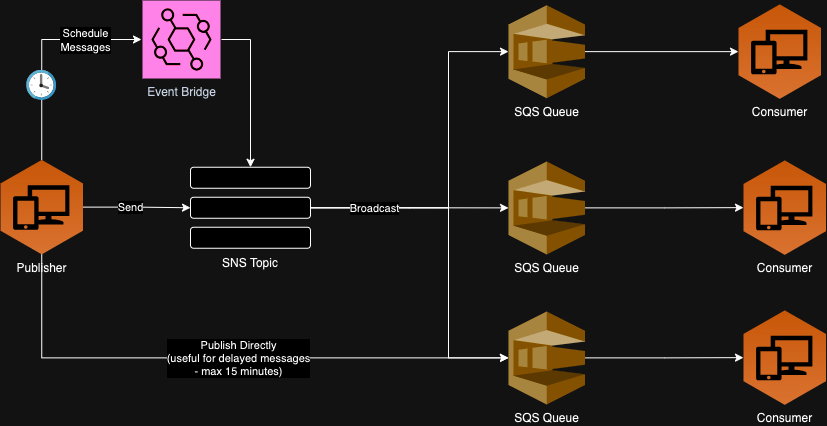 Schedule
Messages
Event Bridge
SQS Queue
Consumer
Publisher
Send
SNS Topic
Broadcast
SQS Queue
Consumer
Publish Directly
(useful for delayed messages
- max 15 minutes)
SQS Queue
Consumer